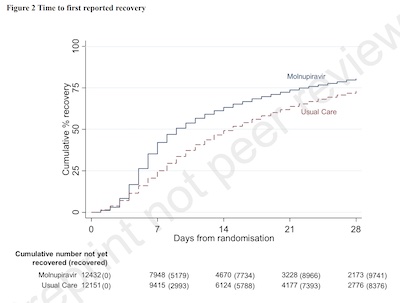 Figure 2 Time to first reported recovery
100
75
50
25
0
Cumulative % recovery
Molnupiravir
Usual Care
0 7 14 21 28
Days from randomisation
Cumulative number not yet
recovered (recovered)
Molnupiravir 12432(0) 7948 (5179) 4670 (7734) 3228 (8966) 2173 (9741)
Usual Care 12151(0) 9415 (2993) 6124 (5788) 4177 (7393) 2776 (8376)
reprint not peer review